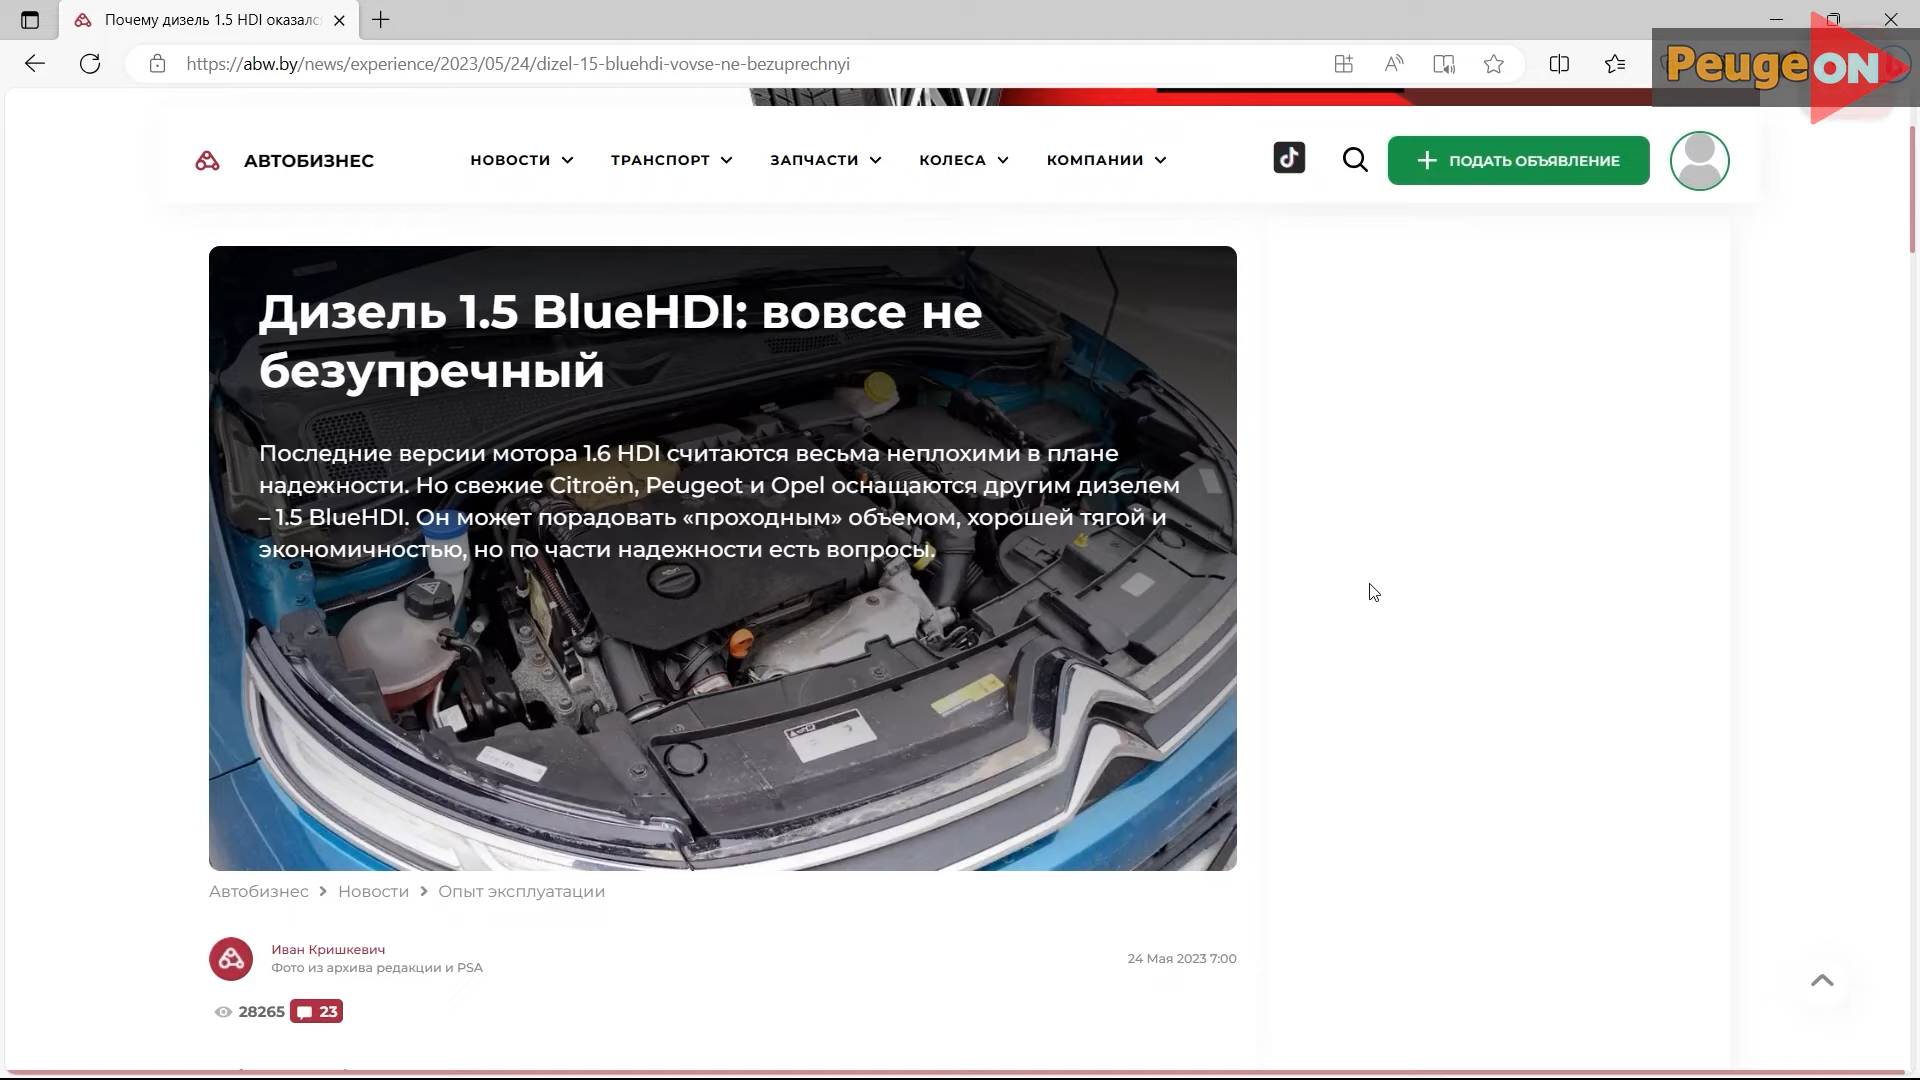 Почему дизель 1.5 HDI оказалс
https://abw.by/news/experience/2023/05/24/dizel-15-bluehdi-vovse-ne-bezuprechnyi
PeugeON
АВТОБИЗНЕС
НОВОСТИ
ТРАНСПОРТ
ЗАПЧАСТИ
КОЛЕСА
КОМПАНИИ
ПОДАТЬ ОБЪЯВЛЕНИЕ
Дизель 1.5 BlueHDI: вовсе не
безупречный
Последние версии мотора 1.6 HDI считаются весьма неплохими в плане
надежности. Но свежие Citroën, Peugeot и Opel оснащаются другим дизелем
– 1.5 BlueHDI. Он может порадовать «проходным» объемом, хорошей тягой и
экономичностью, но по части надежности есть вопросы.
Автобизнес > Новости > Опыт эксплуатации
Иван Кришкевич
Фото из архива редакции и PSA
24 Мая 2023 7:00
28265 23